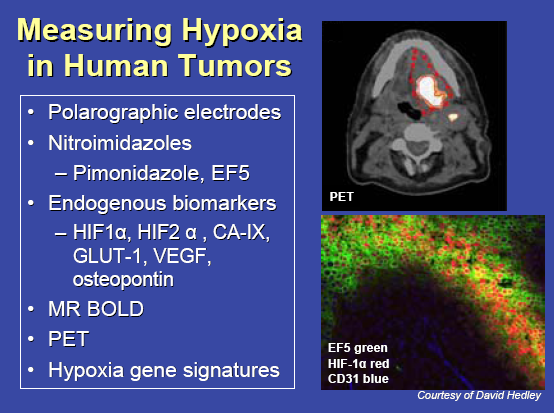 Measuring Hypoxia
in Human Tumors
• Polarographic electrodes
• Nitroimidazoles
– Pimonidazole, EF5
• Endogenous biomarkers
– HIF1α, HIF2 α , CA-IX,
GLUT-1, VEGF,
osteopontin
• MR BOLD
• PET
• Hypoxia gene signatures
PET
EF5 green
HIF-1α red
CD31 blue
Courtesy of David Hedley